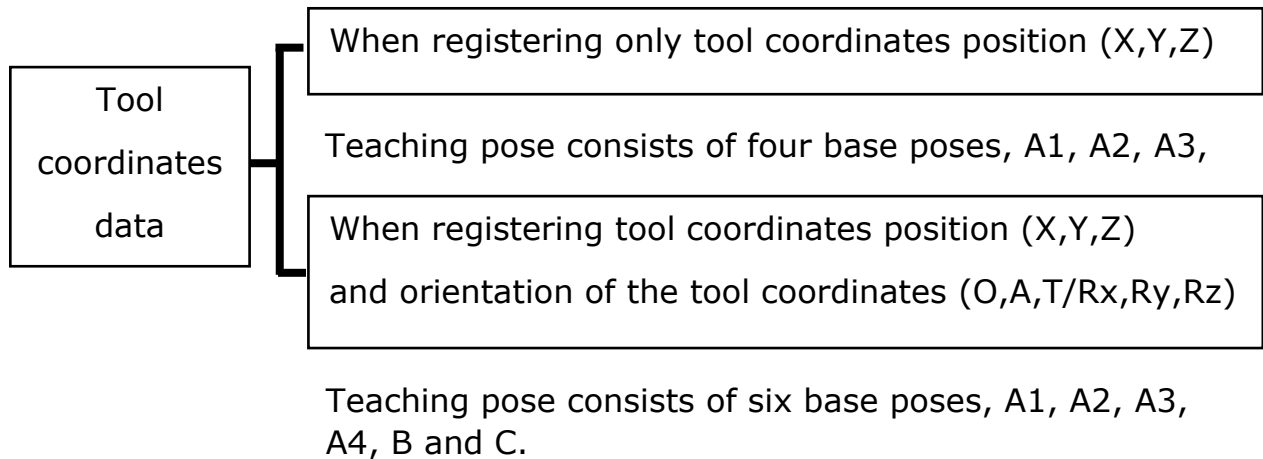 Tool
coordinates
data
When registering only tool coordinates position (X,Y,Z)
Teaching pose consists of four base poses, A1, A2, A3,
When registering tool coordinates position (X,Y,Z)
and orientation of the tool coordinates (O,A,T/Rx,Ry,Rz)
Teaching pose consists of six base poses, A1, A2, A3,
A4, B and C.